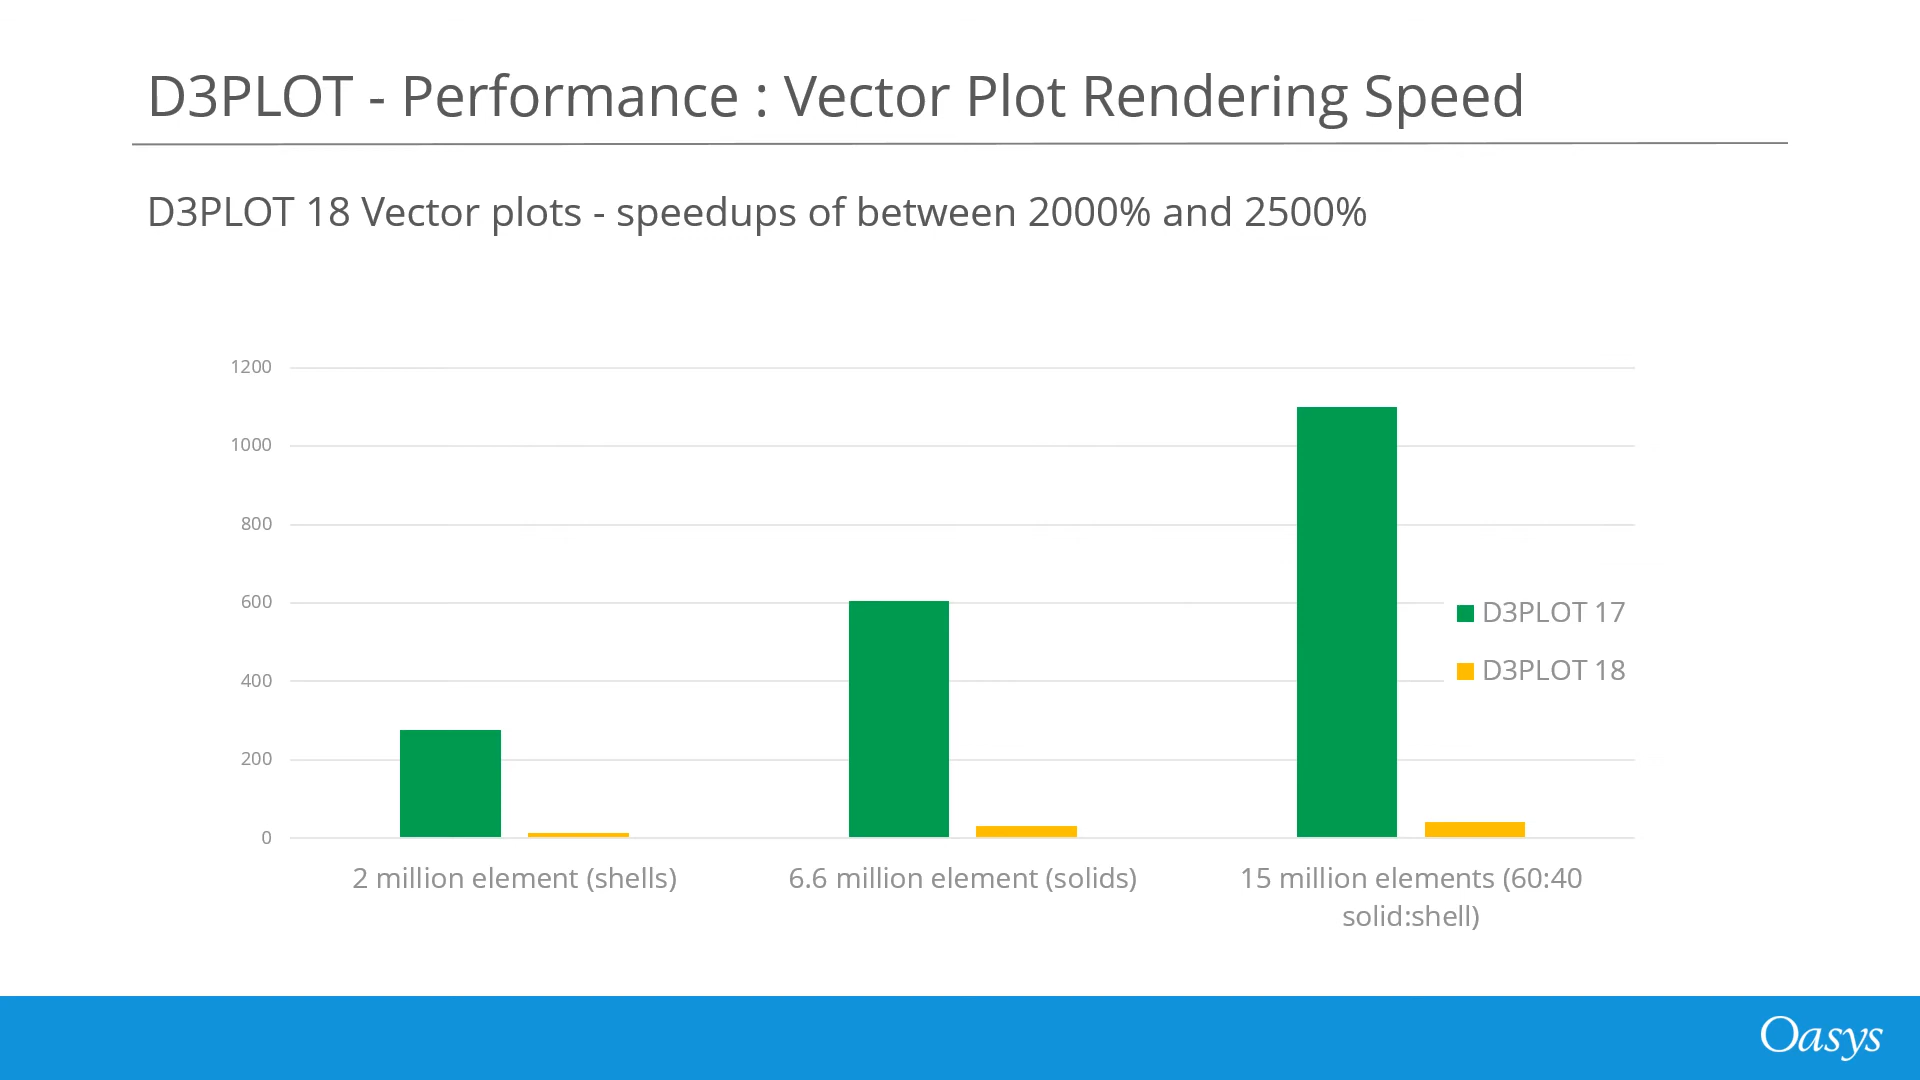 D3PLOT - Performance : Vector Plot Rendering Speed
D3PLOT 18 Vector plots - speedups of between 2000% and 2500%
1200
1000
800
600
400
200
0
D3PLOT 17
D3PLOT 18
2 million element (shells)
6.6 million element (solids)
15 million elements (60:40
solid:shell)
Oasys